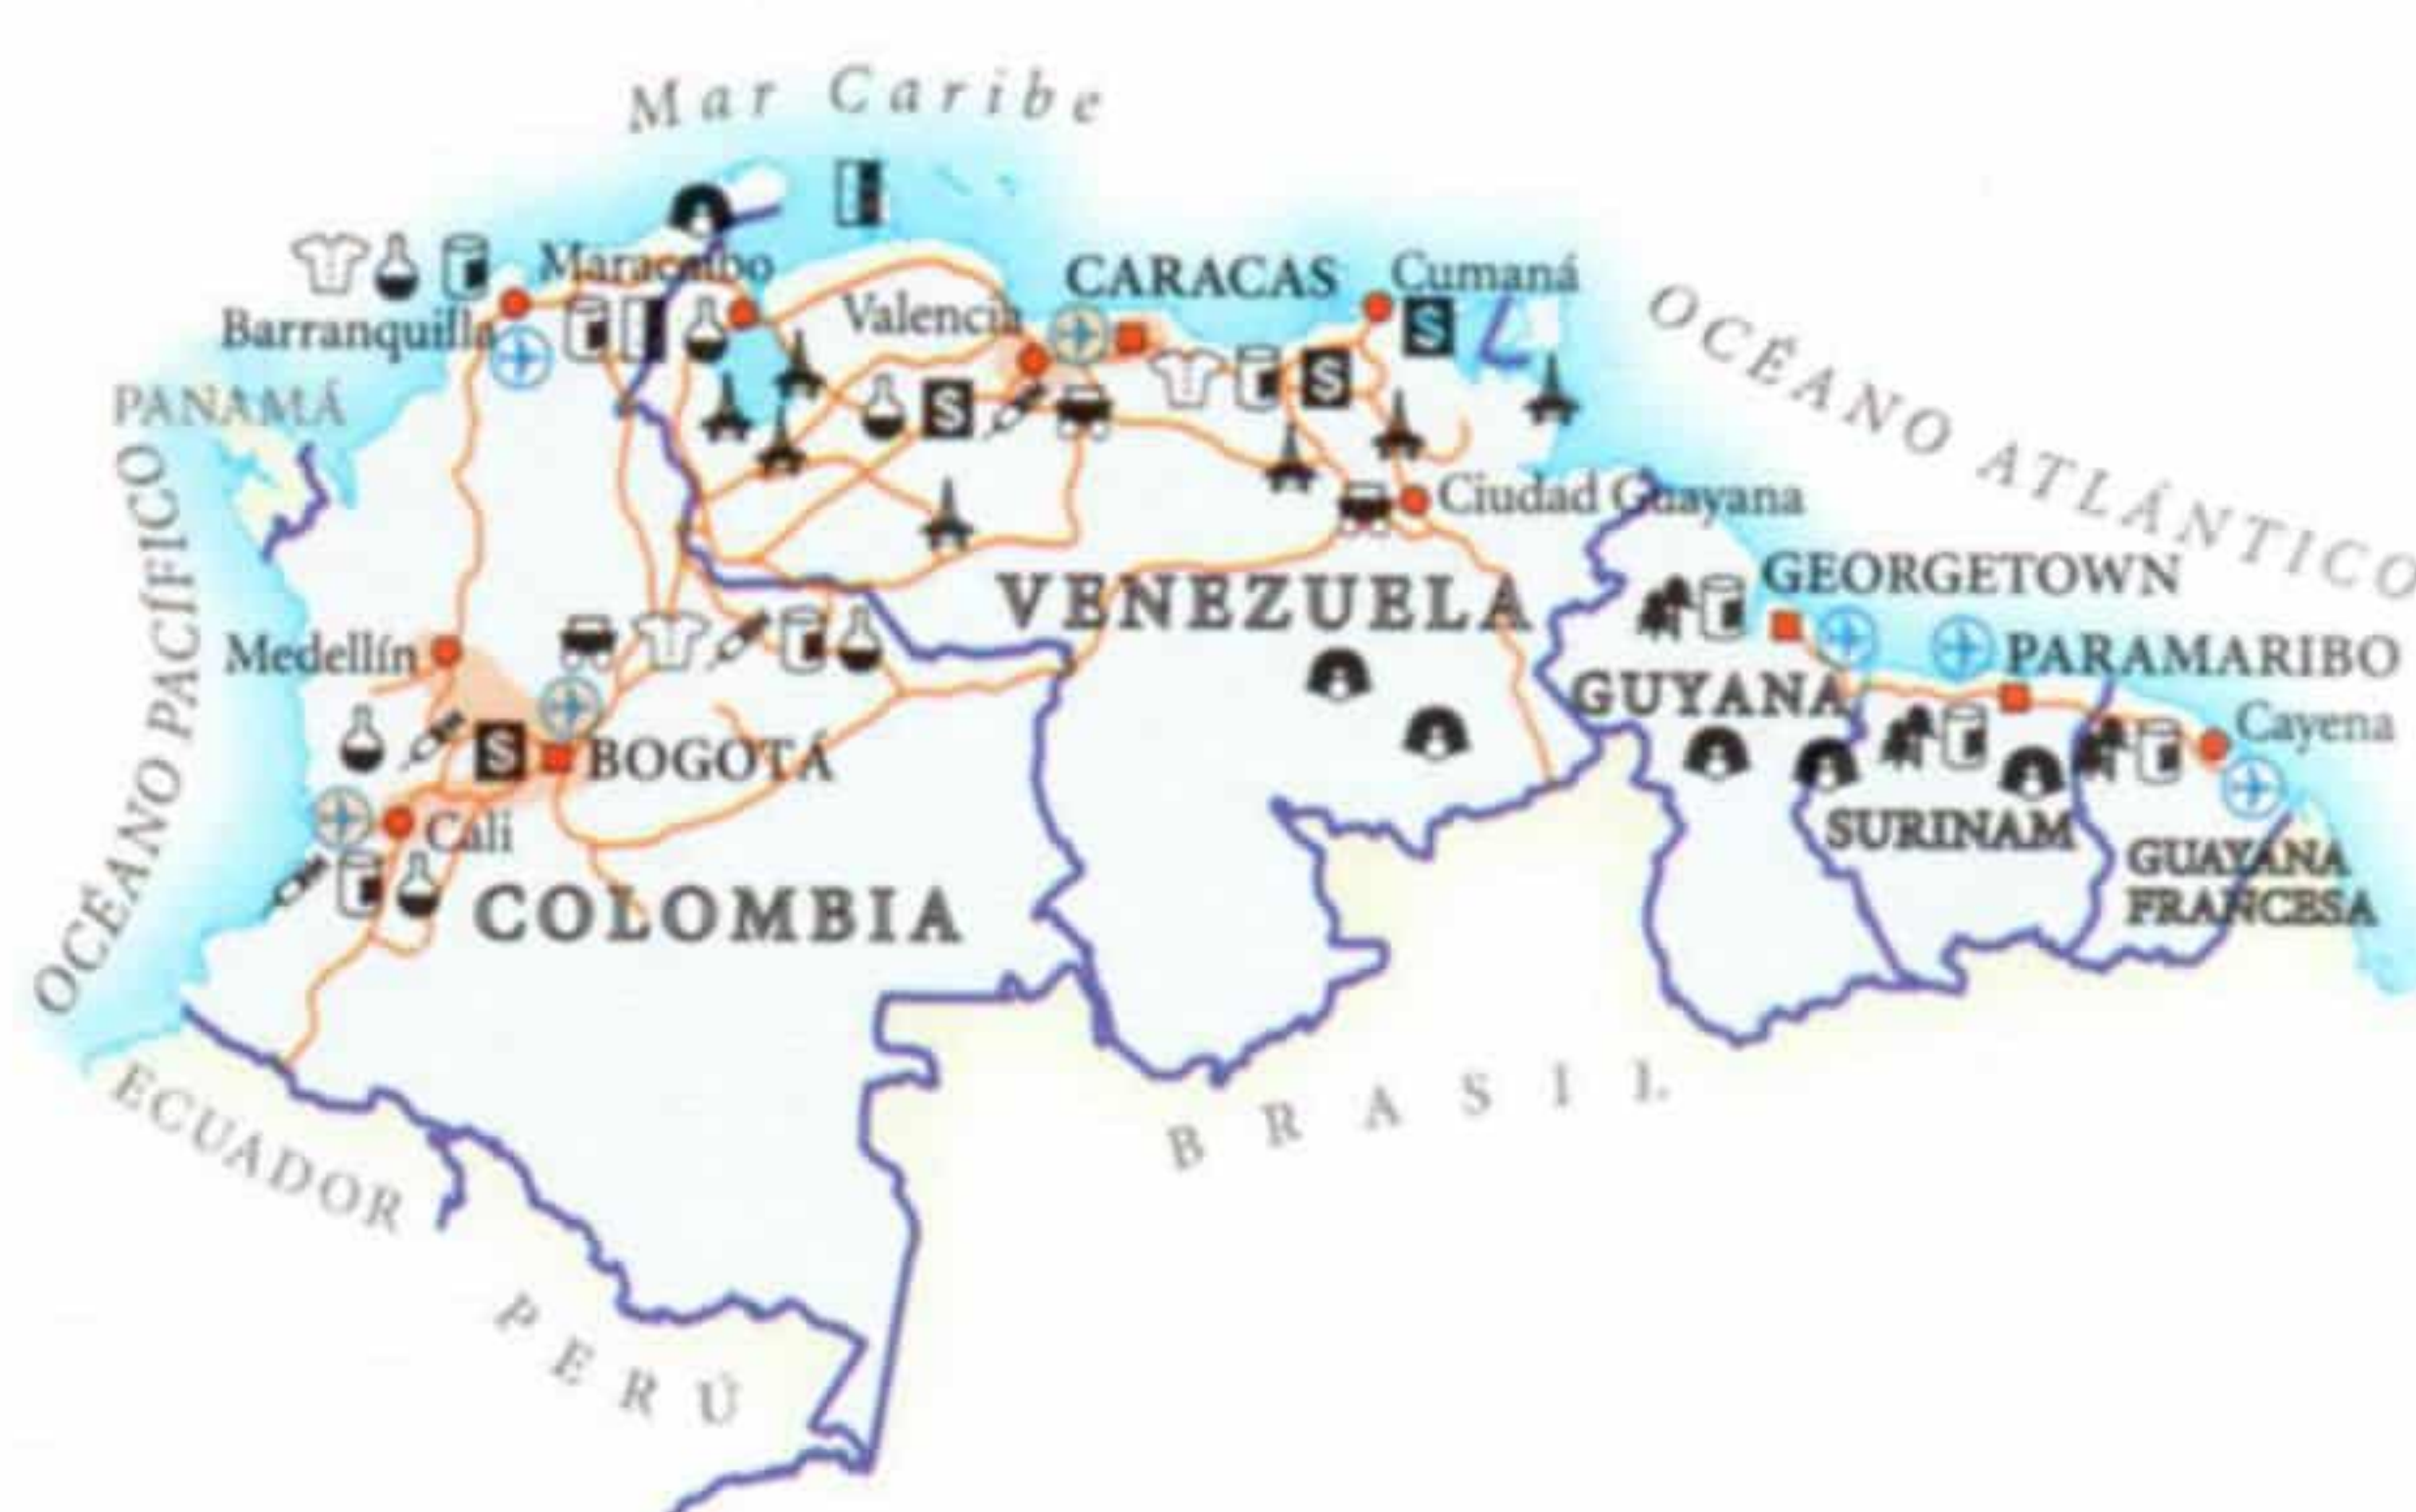 Mar Caribe
Maracaibo
CARACAS
Cumaná
Barranquilla
Valencia
S
S
S
PANAMÁ
OCÉANO ATLÁNTICO
Ciudad Guayana
OCÉANO PACÍFICO
GEORGETOWN
VENEZUELA
PARAMARIBO
Medellín
GUYANA
Cayena
S
BOGOTÁ
Cali
SURINAM
GUAYANA
FRANCESA
COLOMBIA
ECUADOR
BRASIL
PERÚ